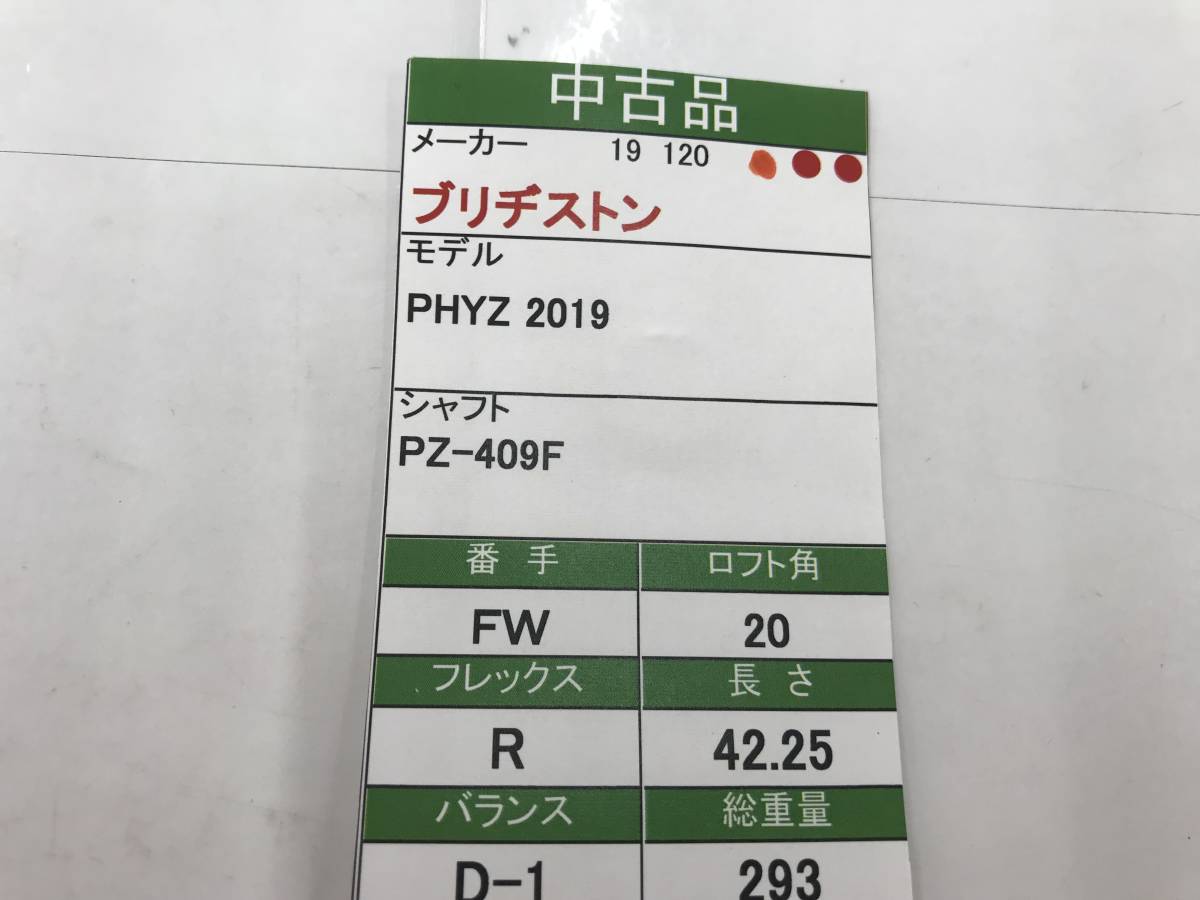 中古品
メーカー 19 120
ブリヂストン
モデル
PHYZ 2019
シャフト
PZ-409F
番手 ロフト角
FW 20
フレックス 長さ
R 42.25
バランス 総重量
D-1 293